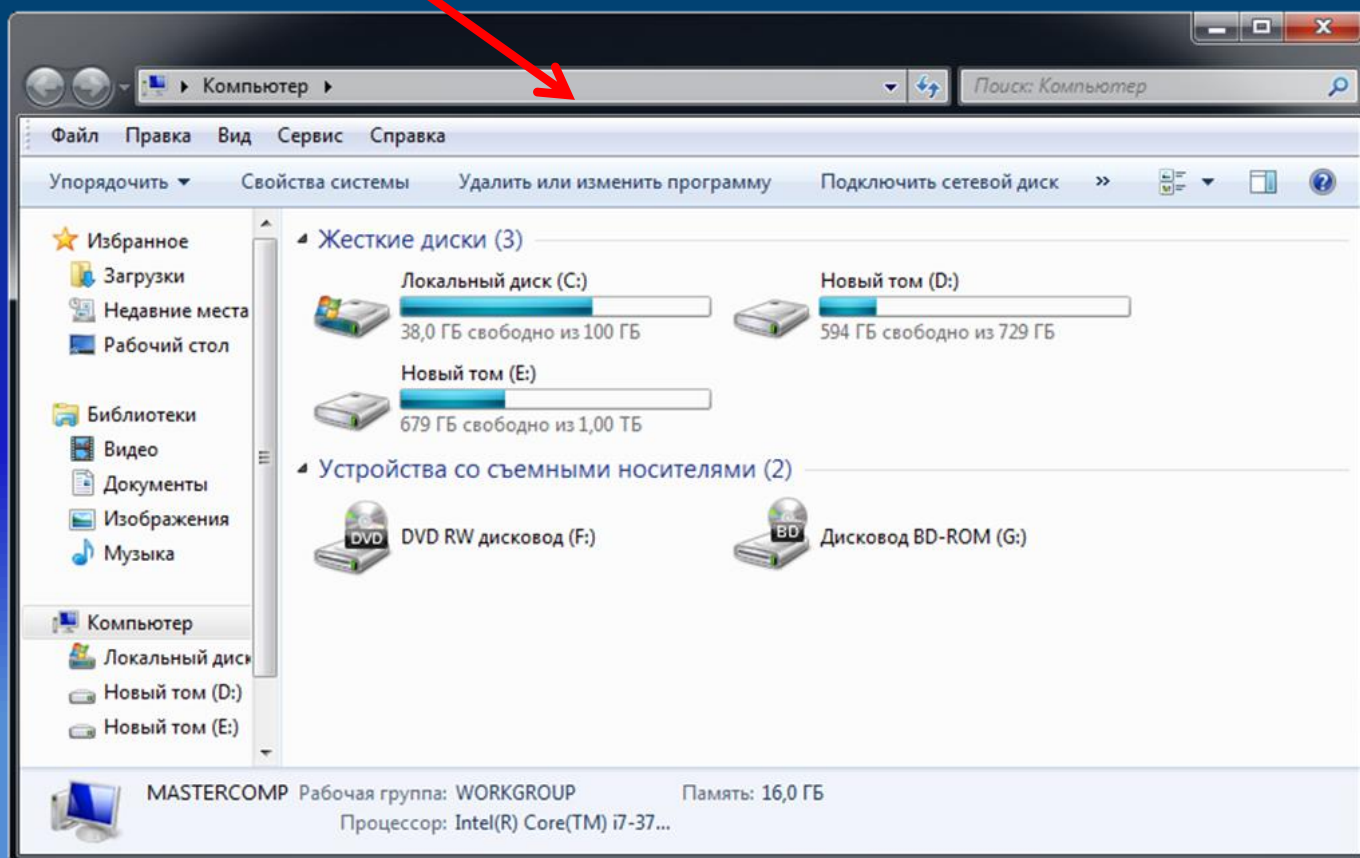 Компьютер
Поиск: Компьютер
Файл Правка Вид Сервис Справка
Упорядочить Свойства системы Удалить или изменить программу Подключить сетевой диск »
Избранное
Загрузки
Недавние места
Рабочий стол
Библиотеки
Видео
Документы
Изображения
Музыка
Компьютер
Локальный диск
Новый том (D:)
Новый том (E:)
Жесткие диски (3)
Локальный диск (C:)
38,0 ГБ свободно из 100 ГБ
Новый том (D:)
594 ГБ свободно из 729 ГБ
Новый том (E:)
679 ГБ свободно из 1,00 ТБ
Устройства со съемными носителями (2)
DVD
DVD RW дисковод (F:)
BD
Дисковод BD-ROM (G:)
MASTERCOMP Рабочая группа: WORKGROUP Память: 16,0 ГБ
Процессор: Intel(R) Core(TM) i7-37...